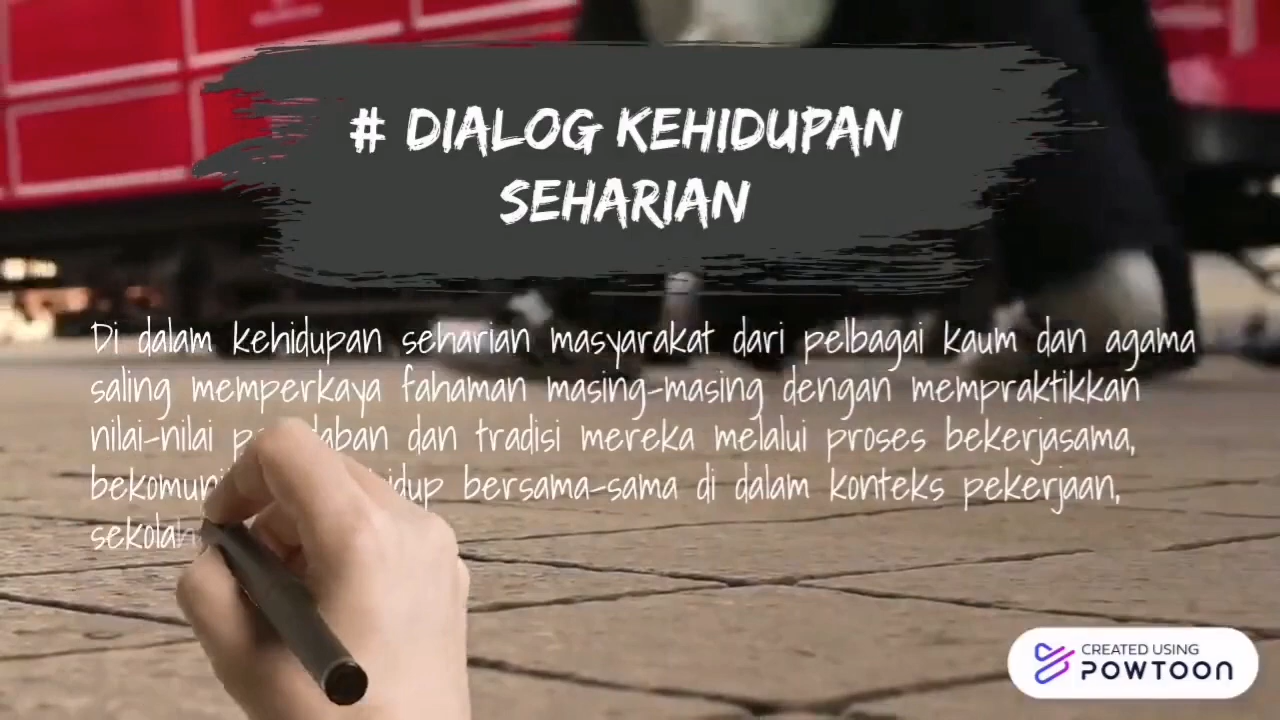 # DIALOG KEHIDUPAN
SEHARIAN
Di dalam kehidupan seharian masyarakat dari pelbagai kaum dan agama
saling memperkaya fahaman masing-masing dengan mempraktikkan
nilai-nilai dan tradisi mereka melalui proses bekerjasama,
bersama-sama di dalam konteks pekerjaan,
sekolah
CREATED USING
POWTOON